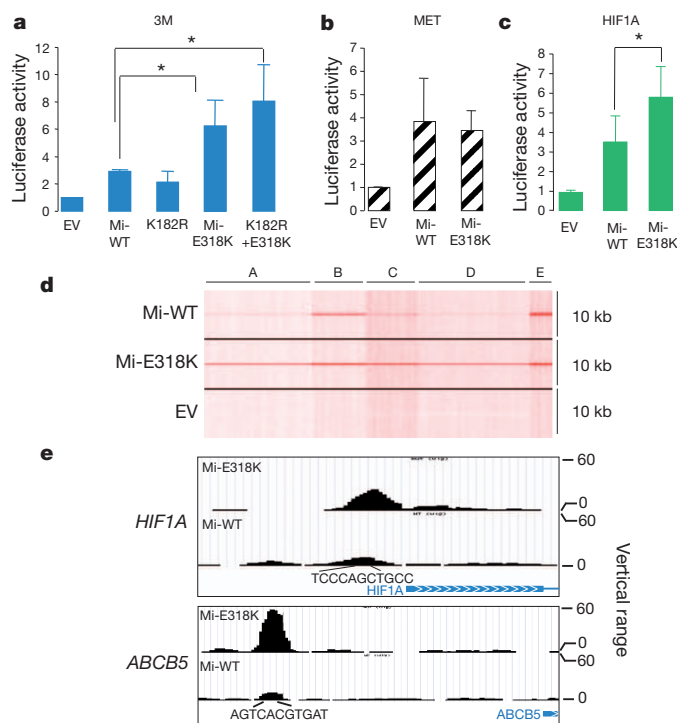 a
3M
Luciferase activity
14
12
10
8
6
4
2
0
*
*
EV
Mi-WT
K182R
Mi-E318K
K182R+E318K
b
MET
Luciferase activity
7
6
5
4
3
2
1
0
EV
Mi-WT
Mi-E318K
c
HIF1A
Luciferase activity
8
7
6
5
4
3
2
1
0
*
EV
Mi-WT
Mi-E318K
d
A B C D E
Mi-WT
10 kb
Mi-E318K
10 kb
EV
10 kb
e
HIF1A
Mi-E318K
60
0
Mi-WT
60
0
TCCCAGCTGCC
HIF1A
ABCB5
Mi-E318K
60
0
Mi-WT
60
0
AGTCACGTGAT
ABCB5
Vertical range